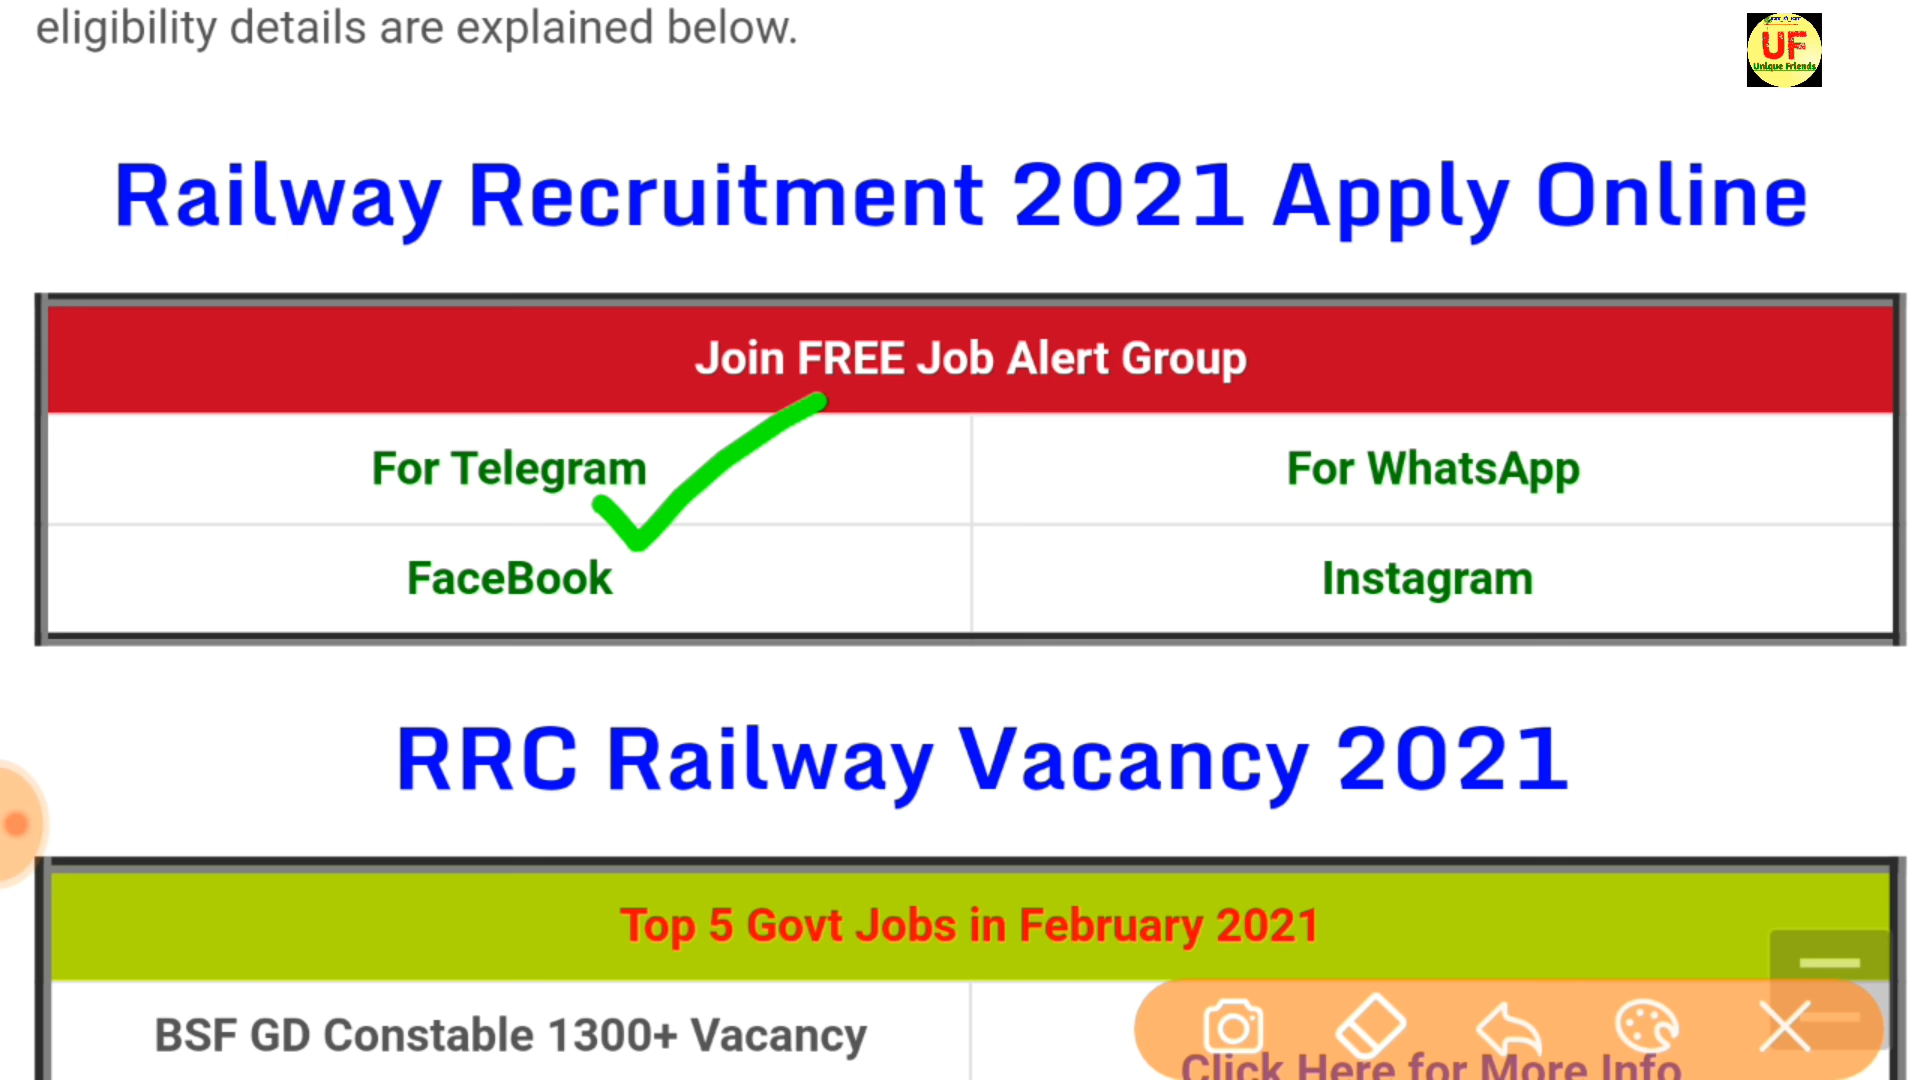 eligibility details are explained below.
UF
Unique Friends
Railway Recruitment 2021 Apply Online
Join FREE Job Alert Group
For Telegram
For WhatsApp
FaceBook
Instagram
RRC Railway Vacancy 2021
Top 5 Govt Jobs in February 2021
BSF GD Constable 1300+ Vacancy
Click Here for More Info